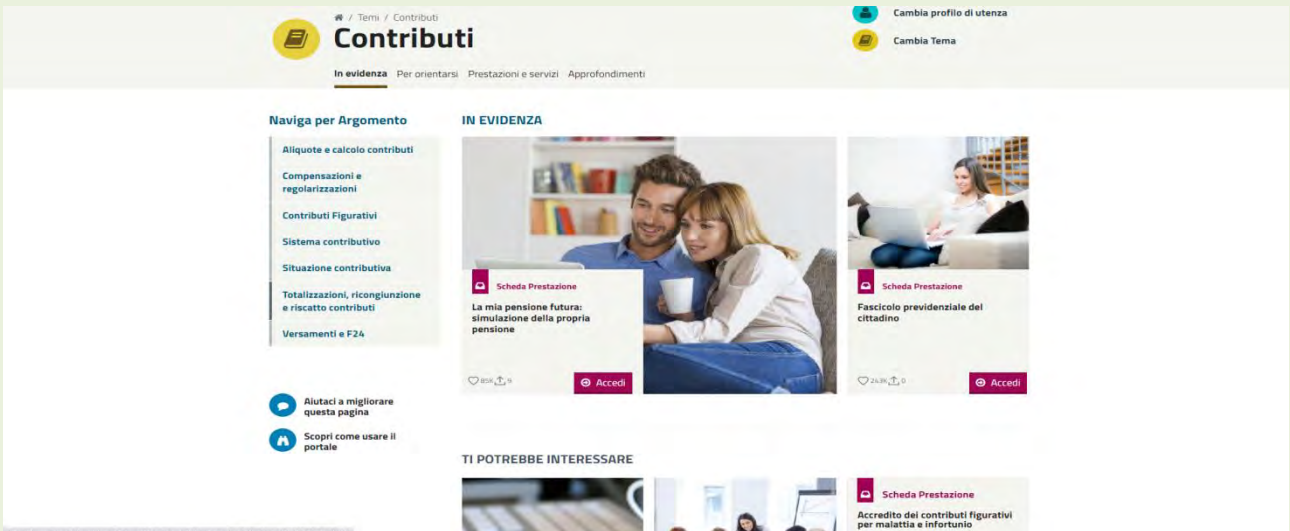 / Temi / Contributi
Contributi
In evidenza Per orientarsi Prestazioni e servizi Approfondimenti
Cambia profilo di utenza
Cambia Tema
Naviga per Argomento
Aliquote e calcolo contributi
Compensazioni e
regolarizzazioni
Contributi Figurativi
Sistema contributivo
Situazione contributiva
Totalizzazioni, ricongiunzione
e riscatto contributi
Versamenti e F24
Aiutaci a migliorare
questa pagina
Scopri come usare il
portale
IN EVIDENZA
Scheda Prestazione
La mia pensione futura:
simulazione della propria
pensione
85K 9
Accedi
Scheda Prestazione
Fascicolo previdenziale del
cittadino
243K 0
Accedi
TI POTREBBE INTERESSARE
Scheda Prestazione
Accredito dei contributi figurativi
per malattia e infortunio